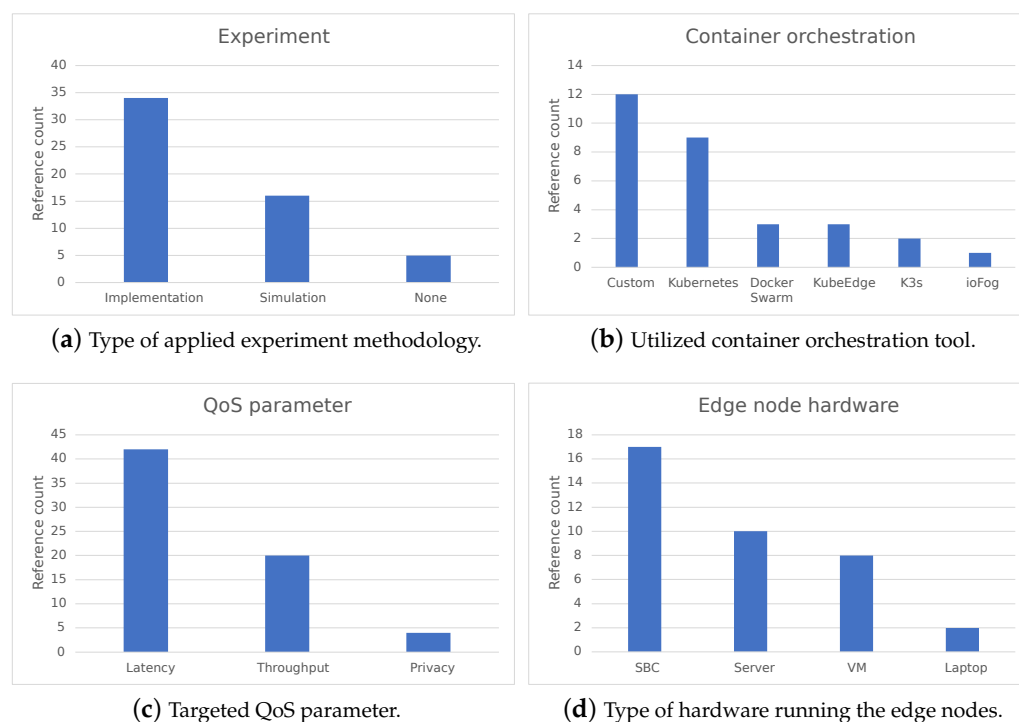 Experiment
40
35
30
25
20
15
10
5
0
Reference count
Implementation Simulation None
(a) Type of applied experiment methodology.
Container orchestration
14
12
10
8
6
4
2
0
Reference count
Custom Kubernetes Docker Swarm KubeEdge K3s ioFog
(b) Utilized container orchestration tool.
QoS parameter
45
40
35
30
25
20
15
10
5
0
Reference count
Latency Throughput Privacy
(c) Targeted QoS parameter.
Edge node hardware
18
16
14
12
10
8
6
4
2
0
Reference count
SBC Server VM Laptop
(d) Type of hardware running the edge nodes.